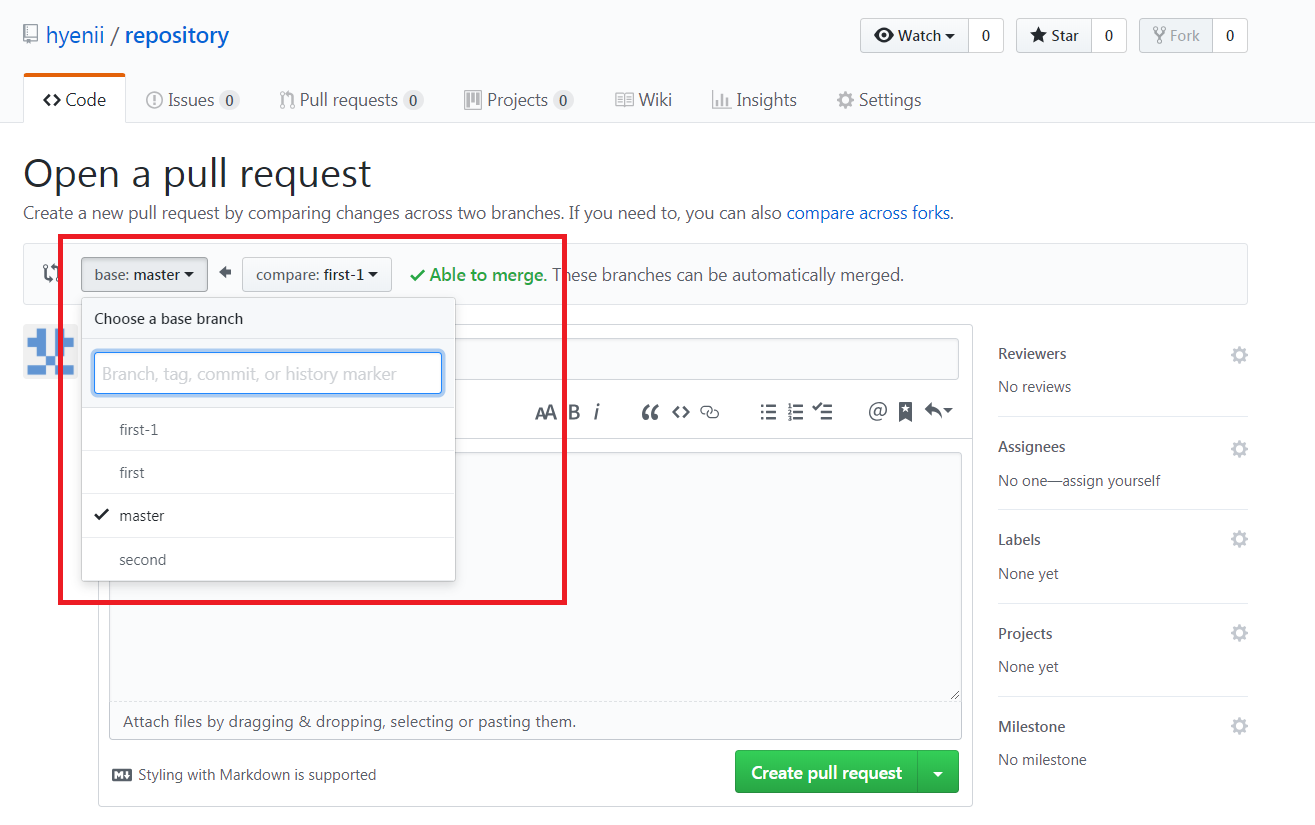 hyenii / repository
Watch 0 Star 0 Fork 0
Code Issues 0 Pull requests 0 Projects 0 Wiki Insights Settings
Open a pull request
Create a new pull request by comparing changes across two branches. If you need to, you can also compare across forks.
base: master compare: first-1 Able to merge. These branches can be automatically merged.
Choose a base branch
Branch, tag, commit, or history marker
first-1
first
master
second
AA B i
Attach files by dragging & dropping, selecting or pasting them.
Styling with Markdown is supported
Create pull request
Reviewers
No reviews
Assignees
No one—assign yourself
Labels
None yet
Projects
None yet
Milestone
No milestone